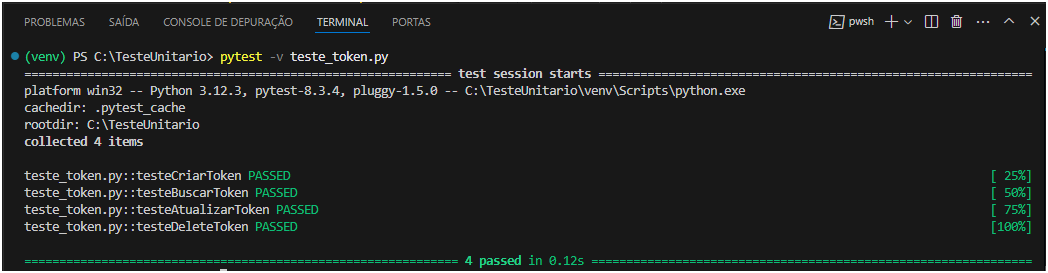 PROBLEMAS SAÍDA CONSOLE DE DEPURAÇÃO TERMINAL PORTAS pwsh
(venv) PS C:\TesteUnitario> pytest -v teste_token.py
============================================================= test session starts ==============================================================
platform win32 -- Python 3.12.3, pytest-8.3.4, pluggy-1.5.0 -- C:\TesteUnitario\venv\Scripts\python.exe
cachedir: .pytest_cache
rootdir: C:\TesteUnitario
collected 4 items
teste_token.py::testeCriarToken PASSED [ 25%]
teste_token.py::testeBuscarToken PASSED [ 50%]
teste_token.py::testeAtualizarToken PASSED [ 75%]
teste_token.py::testeDeleteToken PASSED [100%]
============================================================== 4 passed in 0.12s ===============================================================